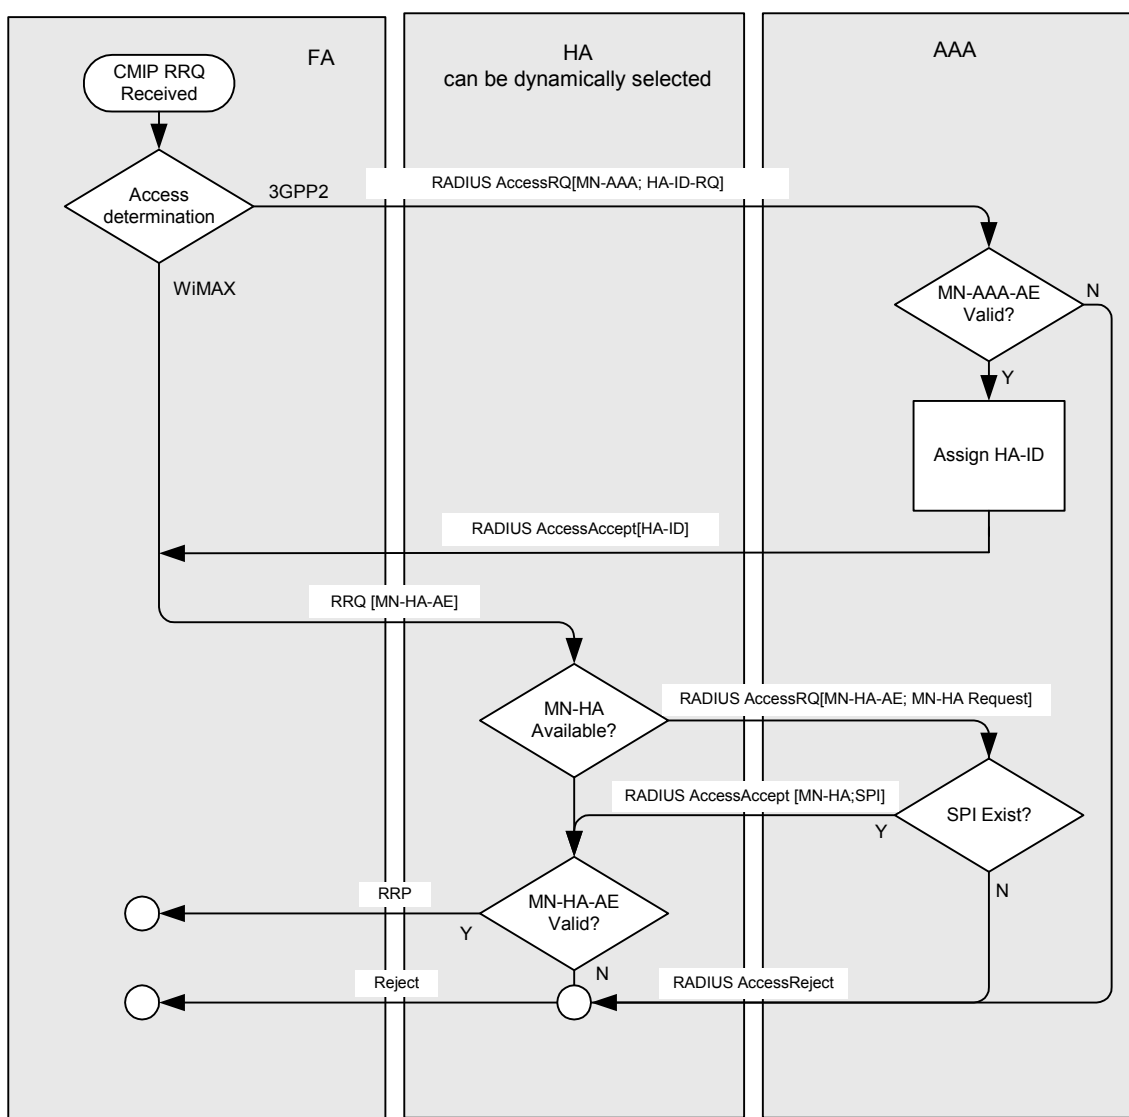 FA
HA
can be dynamically selected
AAA
CMIP RRQ
Received
Access
determination
3GPP2
RADIUS AccessRQ[MN-AAA; HA-ID-RQ]
WiMAX
MN-AAA-AE
Valid?
N
Y
Assign HA-ID
RADIUS AccessAccept[HA-ID]
RRQ [MN-HA-AE]
MN-HA
Available?
RADIUS AccessRQ[MN-HA-AE; MN-HA Request]
RADIUS AccessAccept [MN-HA;SPI]
SPI Exist?
Y
N
RRP
MN-HA-AE
Valid?
Y
N
Reject
RADIUS AccessReject